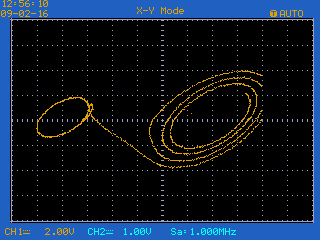 12:56:10
09-02-16
X-Y Mode
T AUTO
CH1 2.00V CH2 1.00V Sa:1.000MHz